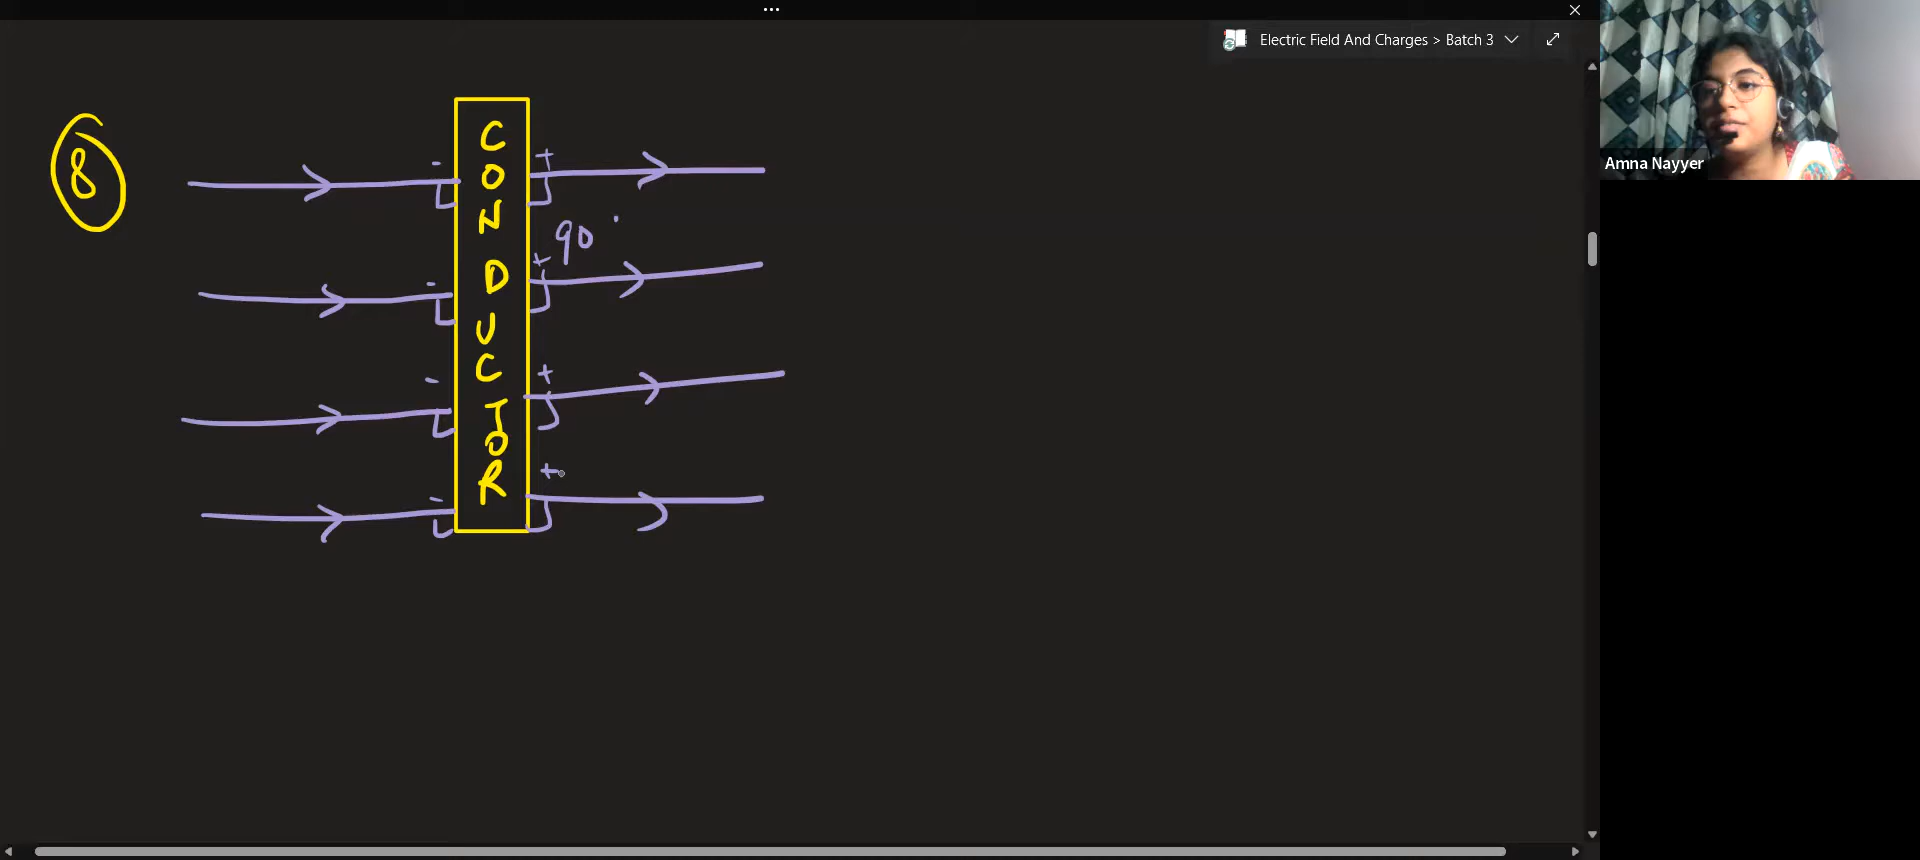 Electric Field And Charges > Batch 3
Amna Nayyer
8
CONDUCTOR
- +
90°
- +
- +
- +